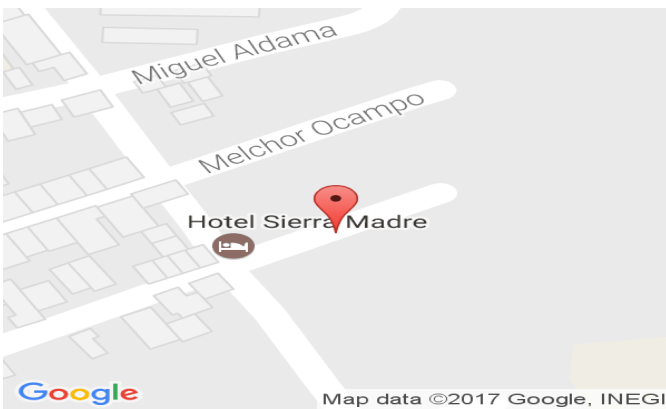 Miguel Aldama
Melchor Ocampo
Hotel Sierra Madre
Google
Map data ©2017 Google, INEGI